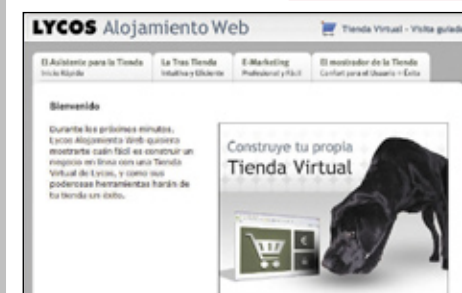 LYCOS Alojamiento Web
Tienda Virtual - Visita guiada
El Asistente para la Tienda
Inicio Rápido
La Tras Tienda
Intuitiva y Eficiente
E-Marketing
Profesional y Fácil
El mostrador de la Tienda
Confort para el Usuario = Éxito
Bienvenido
Durante los próximos minutos,
Lycos Alojamiento Web quisiera
mostrarte cuán fácil es construir un
negocio en línea con una Tienda
Virtual de Lycos, y como sus
poderosas herramientas harán de
tu tienda un éxito.
Construye tu propia
Tienda Virtual
€